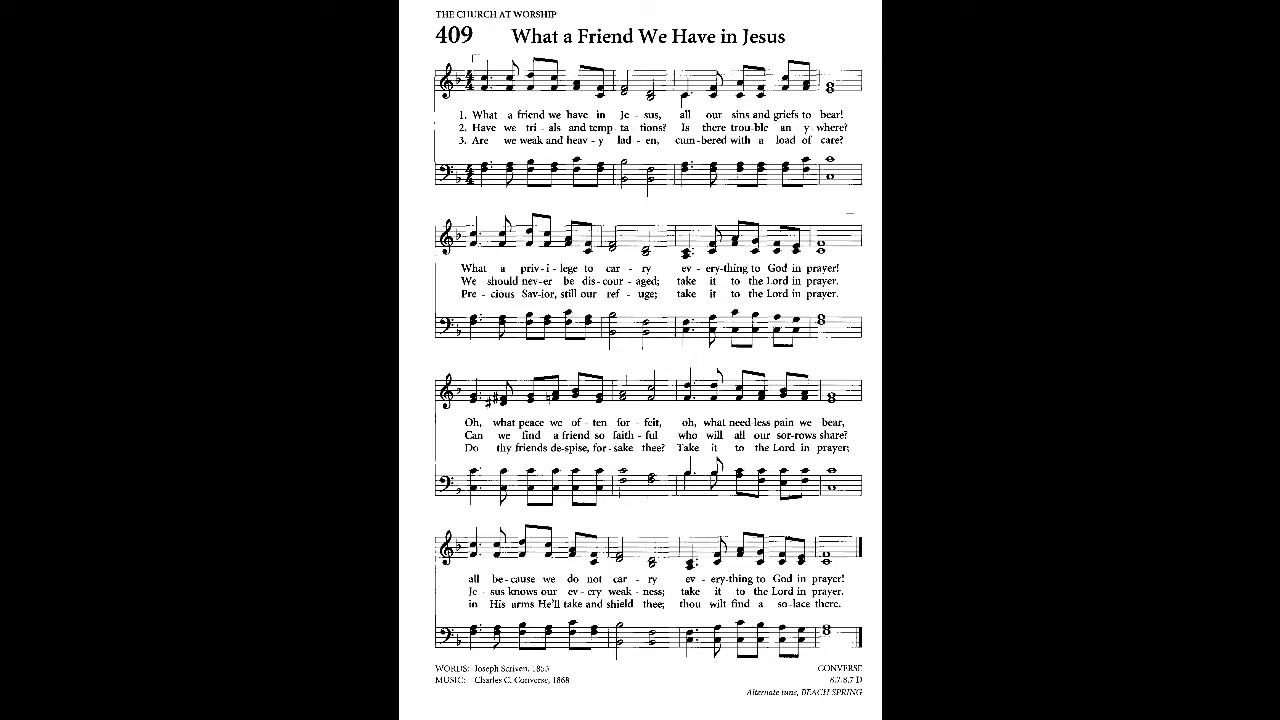 THE CHURCH AT WORSHIP
409 What a Friend We Have in Jesus
1. What a friend we have in Je - sus, all our sins and griefs to bear!
2. Have we tri - als and temp - ta - tions? Is there trou-ble an - y - where?
3. Are we weak and heav - y lad - en, cum-bered with a load of care?
What a priv - i - lege to car - ry ev - ery-thing to God in prayer!
We should nev-er be dis - cour - aged; take it to the Lord in prayer.
Pre - cious Sav-ior, still our ref - uge; take it to the Lord in prayer.
Oh, what peace we of - ten for - feit, oh, what need-less pain we bear,
Can we find a friend so faith - ful who will all our sor-rows share?
Do thy friends de-spise, for - sake thee? Take it to the Lord in prayer;
all be - cause we do not car - ry ev - ery-thing to God in prayer!
Je - sus knows our ev - ery weak - ness; take it to the Lord in prayer.
in His arms He'll take and shield thee; thou wilt find a so-lace there.
WORDS: Joseph Scriven, 1855 CONVERSE
MUSIC: Charles C. Converse, 1868 8.7.8.7 D
Alternate tune, BEACH SPRING